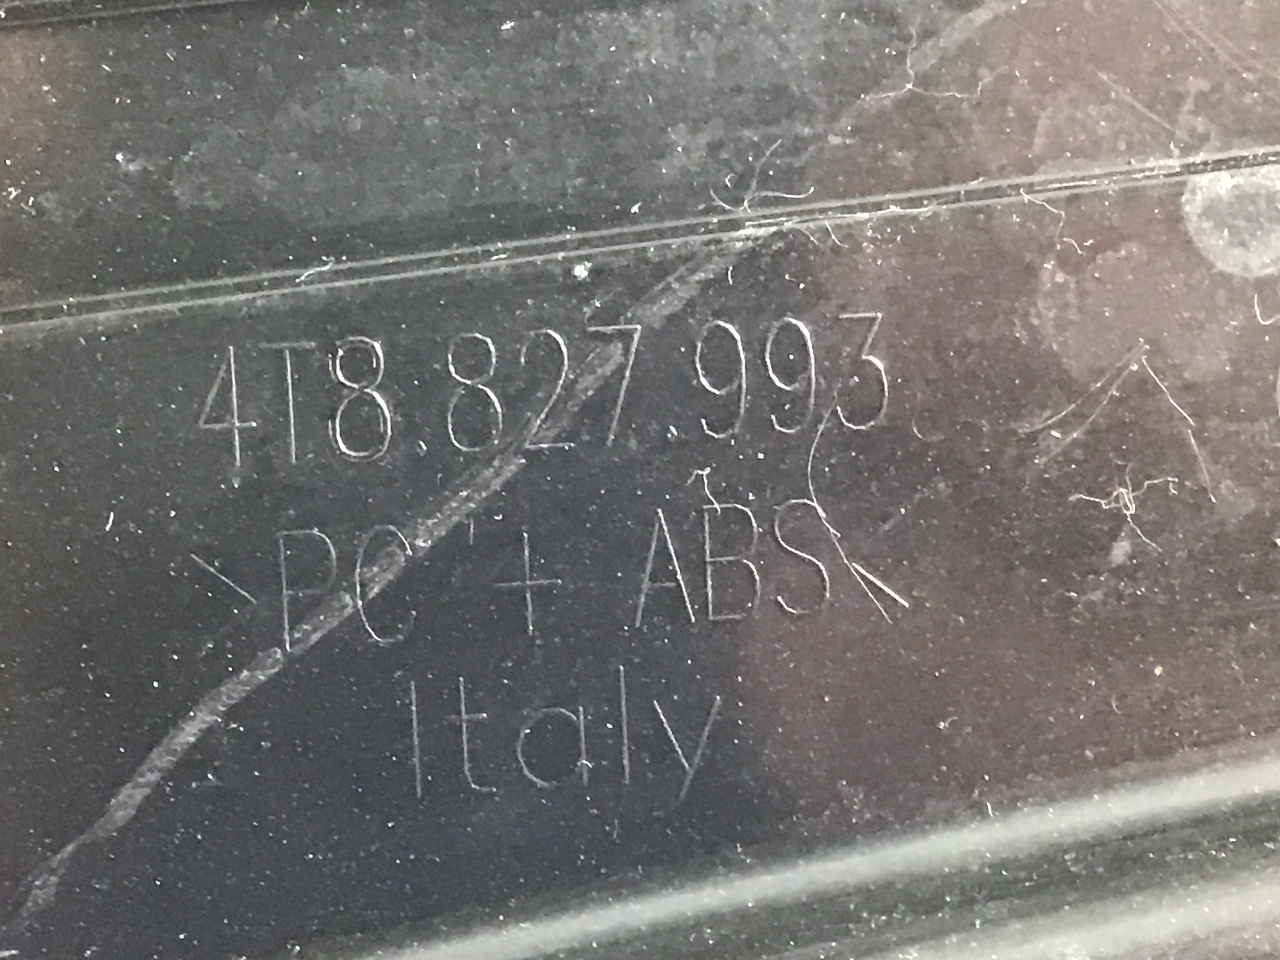 4T8.827.993
>PC + ABS<
Italy